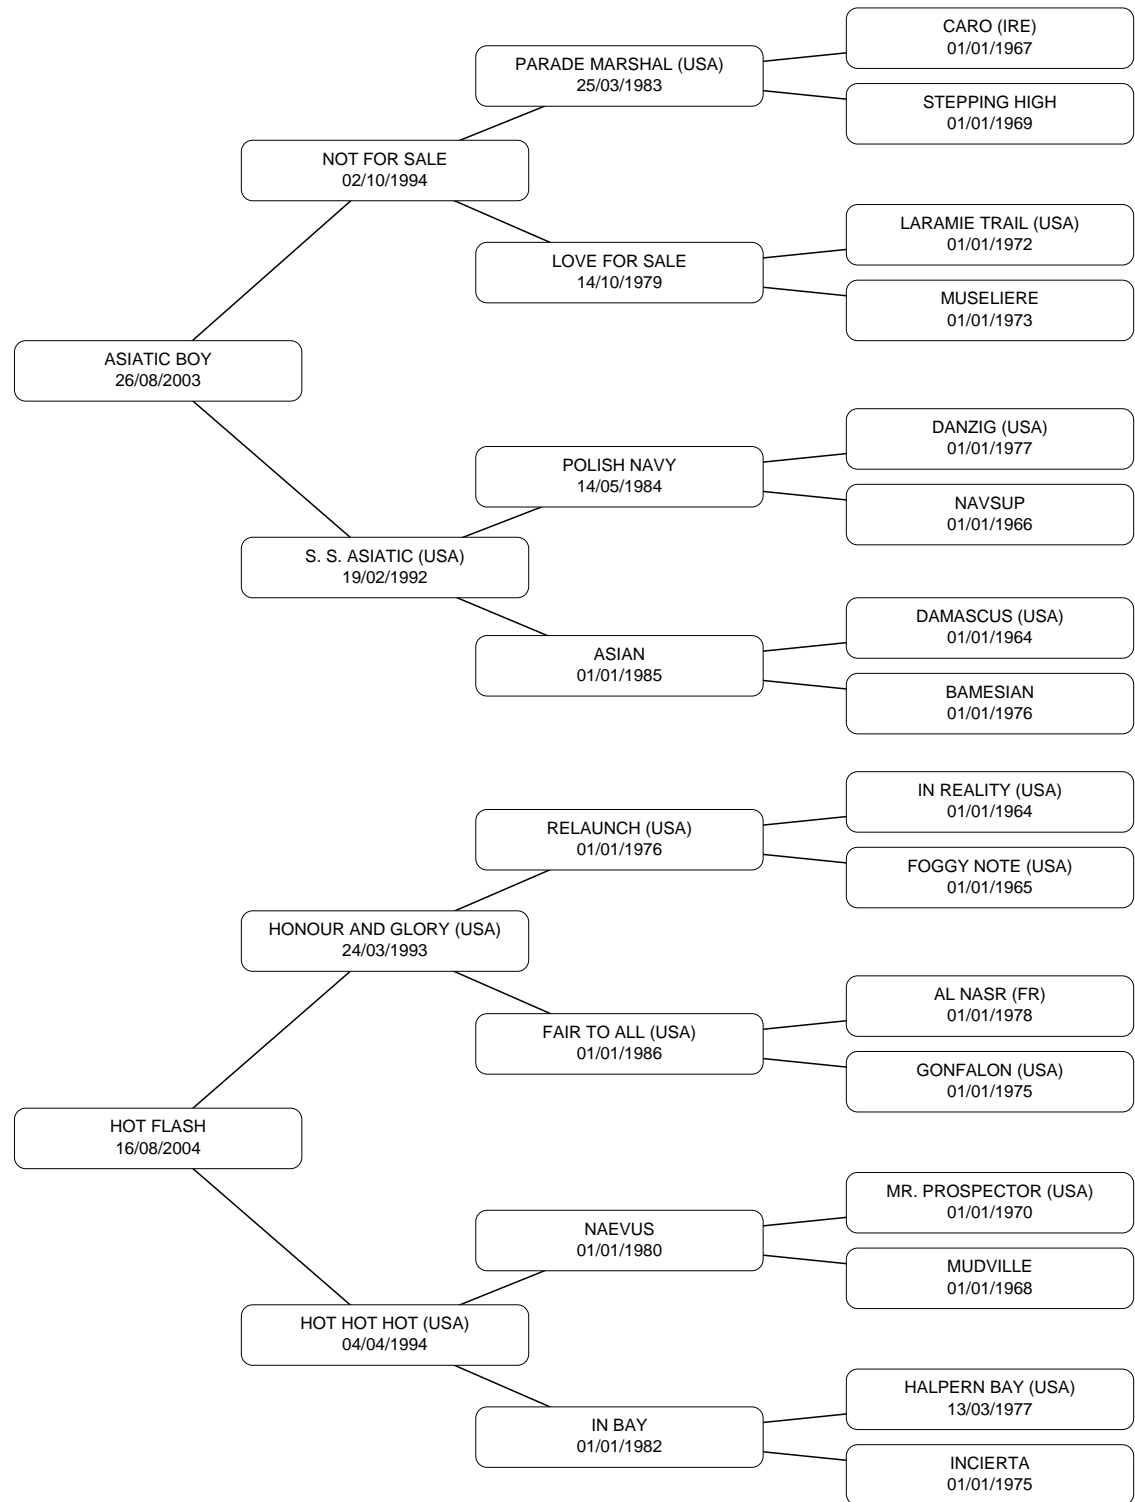 CARO (IRE)
01/01/1967
PARADE MARSHAL (USA)
25/03/1983
STEPPING HIGH
01/01/1969
NOT FOR SALE
02/10/1994
LARAMIE TRAIL (USA)
01/01/1972
LOVE FOR SALE
14/10/1979
MUSELIERE
01/01/1973
ASIATIC BOY
26/08/2003
DANZIG (USA)
01/01/1977
POLISH NAVY
14/05/1984
NAVSUP
01/01/1966
S. S. ASIATIC (USA)
19/02/1992
DAMASCUS (USA)
01/01/1964
ASIAN
01/01/1985
BAMESIAN
01/01/1976
IN REALITY (USA)
01/01/1964
RELAUNCH (USA)
01/01/1976
FOGGY NOTE (USA)
01/01/1965
HONOUR AND GLORY (USA)
24/03/1993
AL NASR (FR)
01/01/1978
FAIR TO ALL (USA)
01/01/1986
GONFALON (USA)
01/01/1975
HOT FLASH
16/08/2004
MR. PROSPECTOR (USA)
01/01/1970
NAEVUS
01/01/1980
MUDVILLE
01/01/1968
HOT HOT HOT (USA)
04/04/1994
HALPERN BAY (USA)
13/03/1977
IN BAY
01/01/1982
INCIERTA
01/01/1975